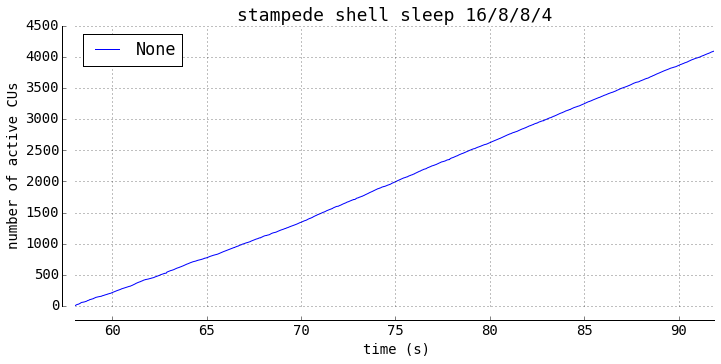 stampede shell sleep 16/8/8/4
None
number of active CUs
4500
4000
3500
3000
2500
2000
1500
1000
500
0
60 65 70 75 80 85 90
time (s)